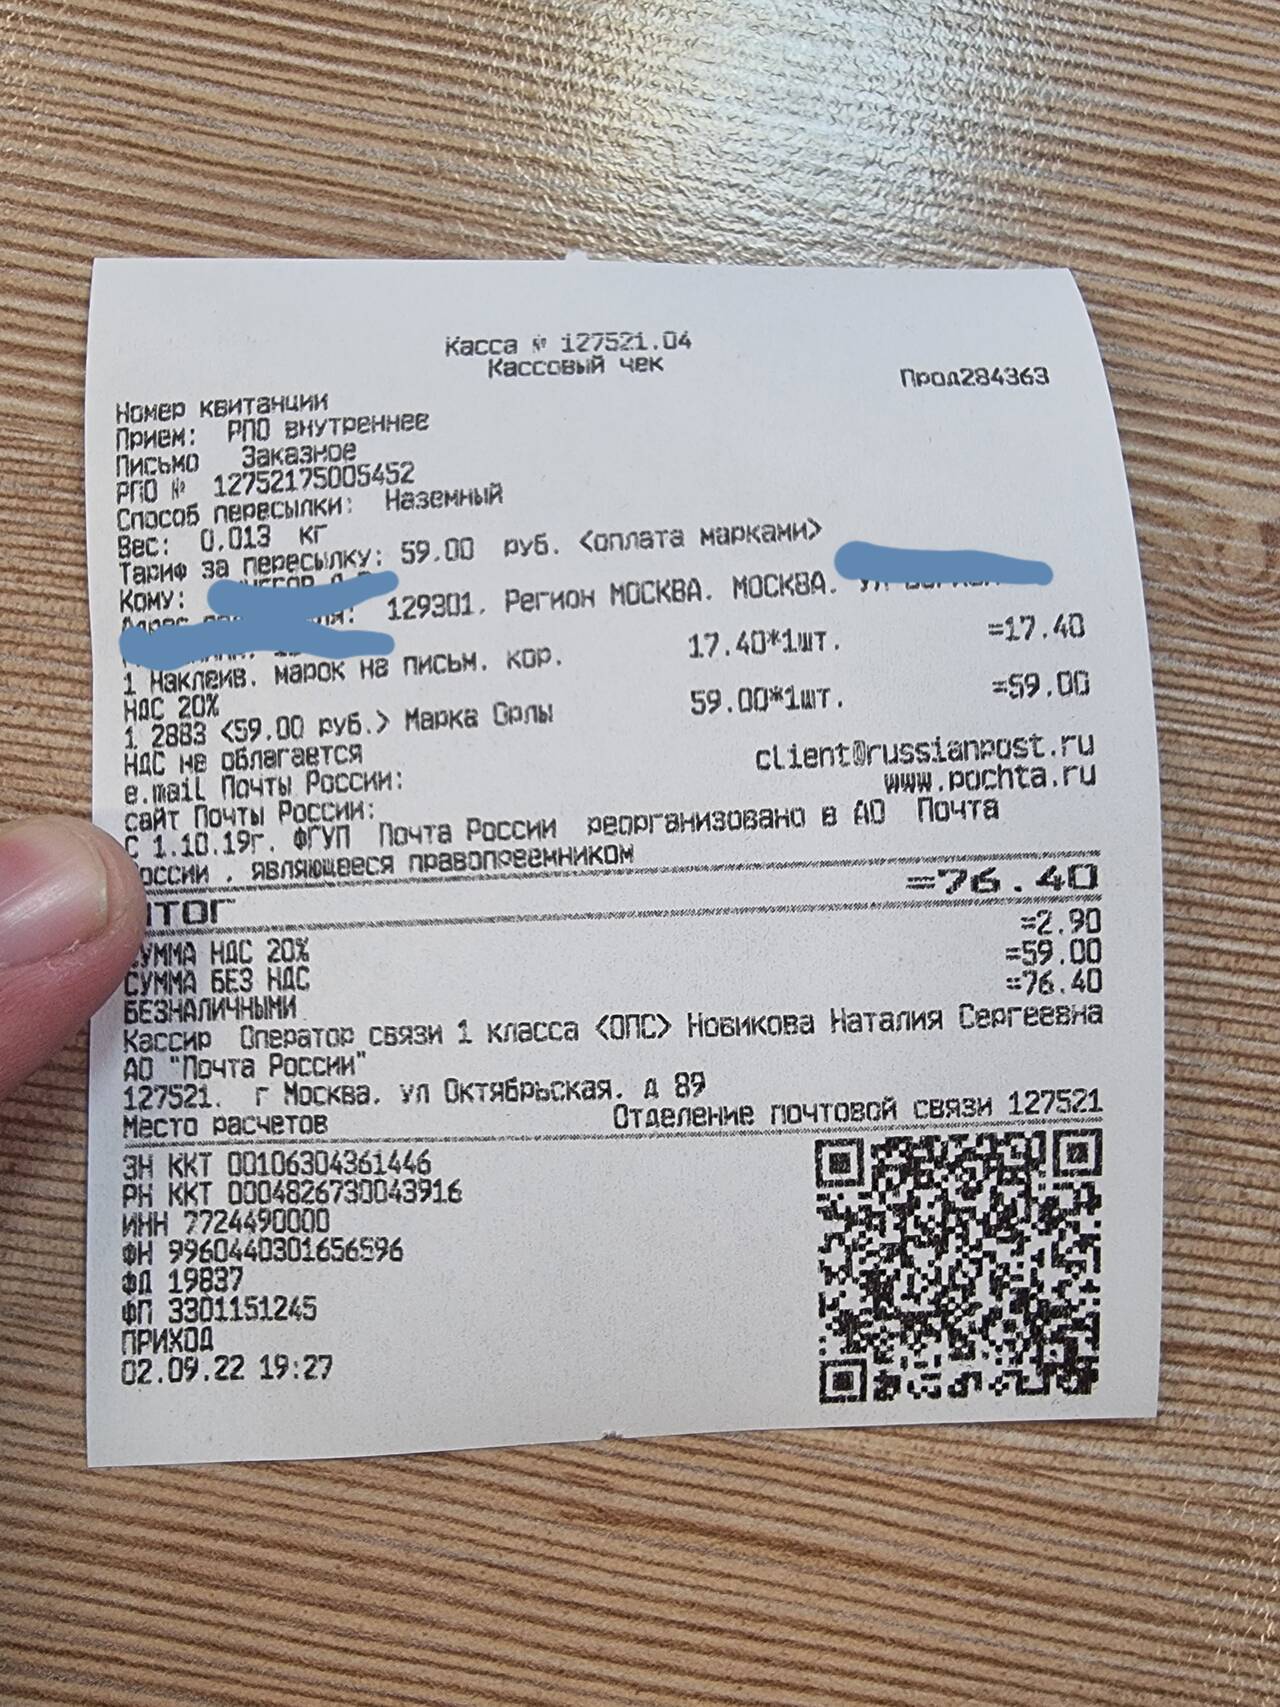 Касса № 127521.04
Кассовый чек
Прод284363
Номер квитанции
Прием: РПО внутреннее
Письмо Заказное
РПО № 12752175005452
Способ пересылки: Наземный
Вес: 0.013 кг
Тариф за пересылку: 59.00 руб. <оплата марками>
Кому:
129301, Регион МОСКВА, МОСКВА,
1 Наклеив. марок на письм. кор. 17.40*1шт. =17.40
НДС 20%
1 2883 <59.00 руб.> Марка Орлы 59.00*1шт. =59.00
НДС не облагается
e.mail Почты России: client@russianpost.ru
сайт Почты России: www.pochta.ru
С 1.10.19г. ФГУП Почта России реорганизовано в АО Почта
оссии , являющееся правопреемником
ИТОГ =76.40
УММА НДС 20% =2.90
СУММА БЕЗ НДС =59.00
БЕЗНАЛИЧНЫМИ =76.40
Кассир Оператор связи 1 класса <ОПС> Новикова Наталия Сергеевна
АО "Почта России"
127521, г Москва, ул Октябрьская, д 89
Место расчетов Отделение почтовой связи 127521
ЗН ККТ 00106304361446
РН ККТ 0004826730043916
ИНН 7724490000
ФН 9960440301656596
ФД 19837
ФП 3301151245
ПРИХОД
02.09.22 19:27